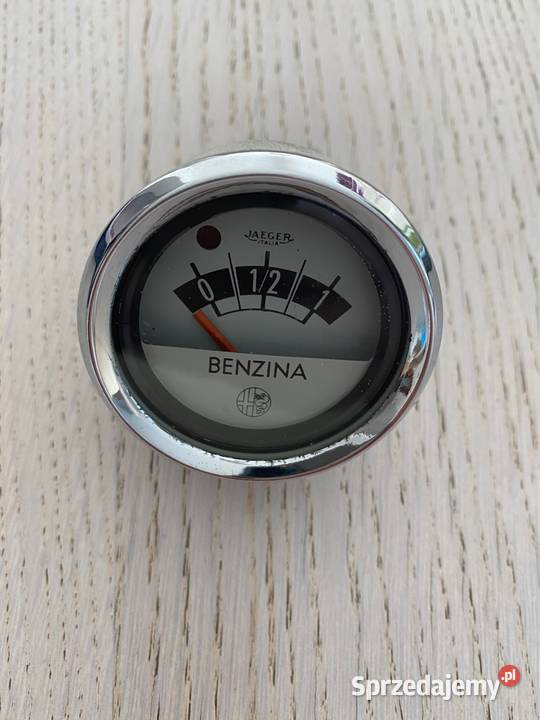 JAEGER
ITALIA
0 1/2 1
BENZINA
Sprzedajemy.pl